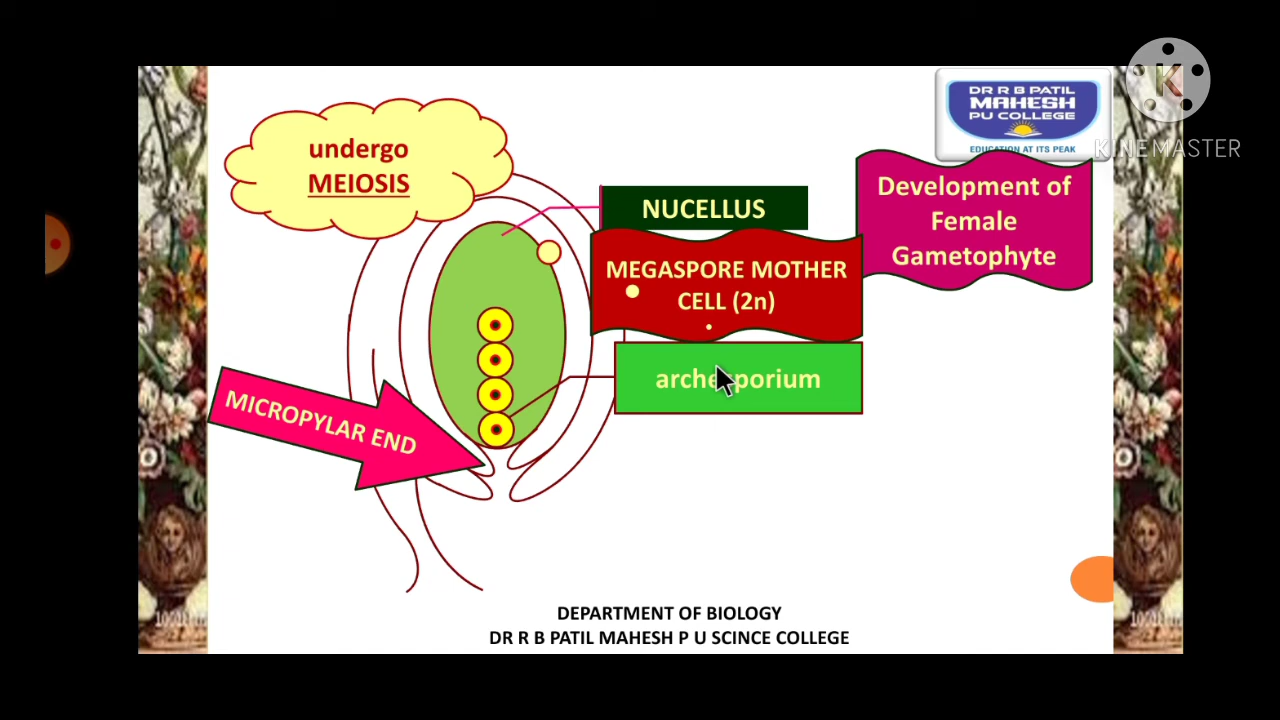 undergo
MEIOSIS
DR R B PATIL
MAHESH
PU COLLEGE
EDUCATION AT ITS PEAK
KINEMASTER
Development of
Female
Gametophyte
NUCELLUS
MEGASPORE MOTHER
CELL (2n)
archesporium
MICROPYLAR END
DEPARTMENT OF BIOLOGY
DR R B PATIL MAHESH P U SCINCE COLLEGE